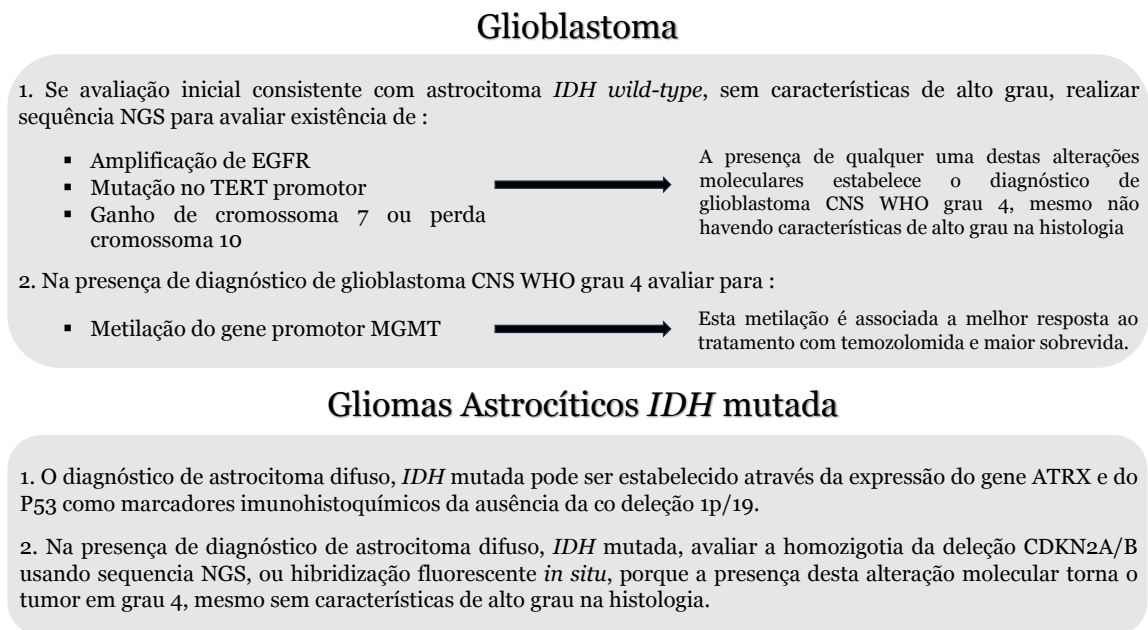 Glioblastoma
1. Se avaliação inicial consistente com astrocitoma IDH wild-type, sem características de alto grau, realizar
sequência NGS para avaliar existência de :
▪ Amplificação de EGFR
▪ Mutação no TERT promotor
▪ Ganho de cromossoma 7 ou perda
cromossoma 10
A presença de qualquer uma destas alterações
moleculares estabelece o diagnóstico de
glioblastoma CNS WHO grau 4, mesmo não
havendo características de alto grau na histologia
2. Na presença de diagnóstico de glioblastoma CNS WHO grau 4 avaliar para :
▪ Metilação do gene promotor MGMT
Esta metilação é associada a melhor resposta ao
tratamento com temozolomida e maior sobrevida.
Gliomas Astrocíticos IDH mutada
1. O diagnóstico de astrocitoma difuso, IDH mutada pode ser estabelecido através da expressão do gene ATRX e do
P53 como marcadores imunohistoquímicos da ausência da co deleção 1p/19.
2. Na presença de diagnóstico de astrocitoma difuso, IDH mutada, avaliar a homozigotia da deleção CDKN2A/B
usando sequencia NGS, ou hibridização fluorescente in situ, porque a presença desta alteração molecular torna o
tumor em grau 4, mesmo sem características de alto grau na histologia.